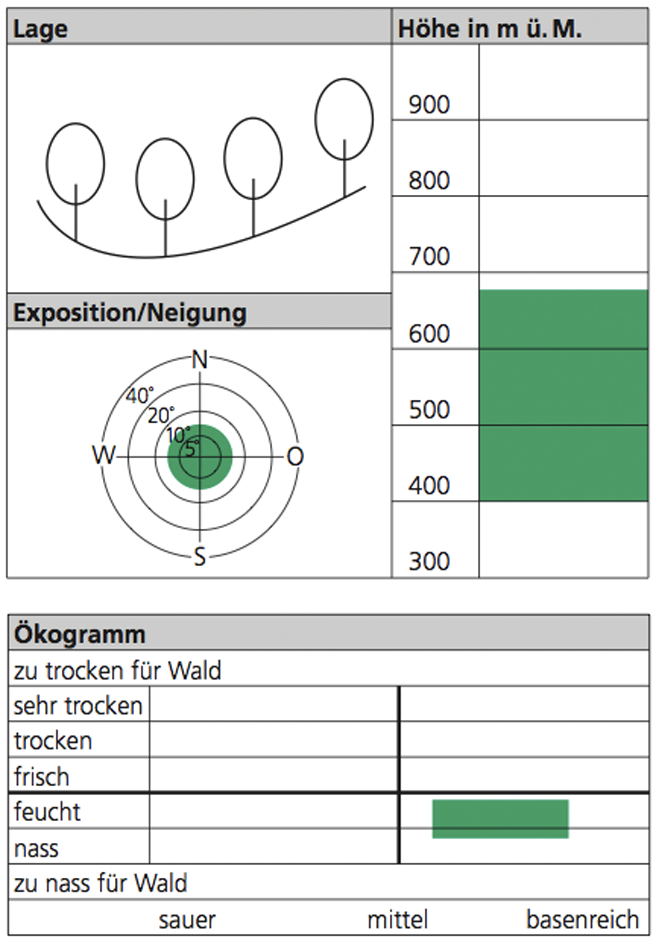 Lage
Höhe in m ü. M.
900
800
700
600
500
400
300
Exposition/Neigung
N
40°
20°
10°
5°
W
O
S
Ökogramm
zu trocken für Wald
sehr trocken
trocken
frisch
feucht
nass
zu nass für Wald
sauer mittel basenreich